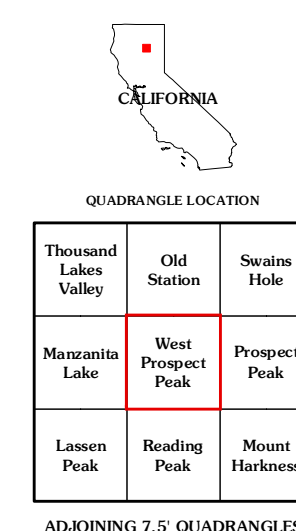 CALIFORNIA
QUADRANGLE LOCATION
Thousand
Lakes
Valley
Old
Station
Swains
Hole
Manzanita
Lake
West
Prospect
Peak
Prospect
Peak
Lassen
Peak
Reading
Peak
Mount
Harkness
ADJOINING 7.5' QUADRANGLES